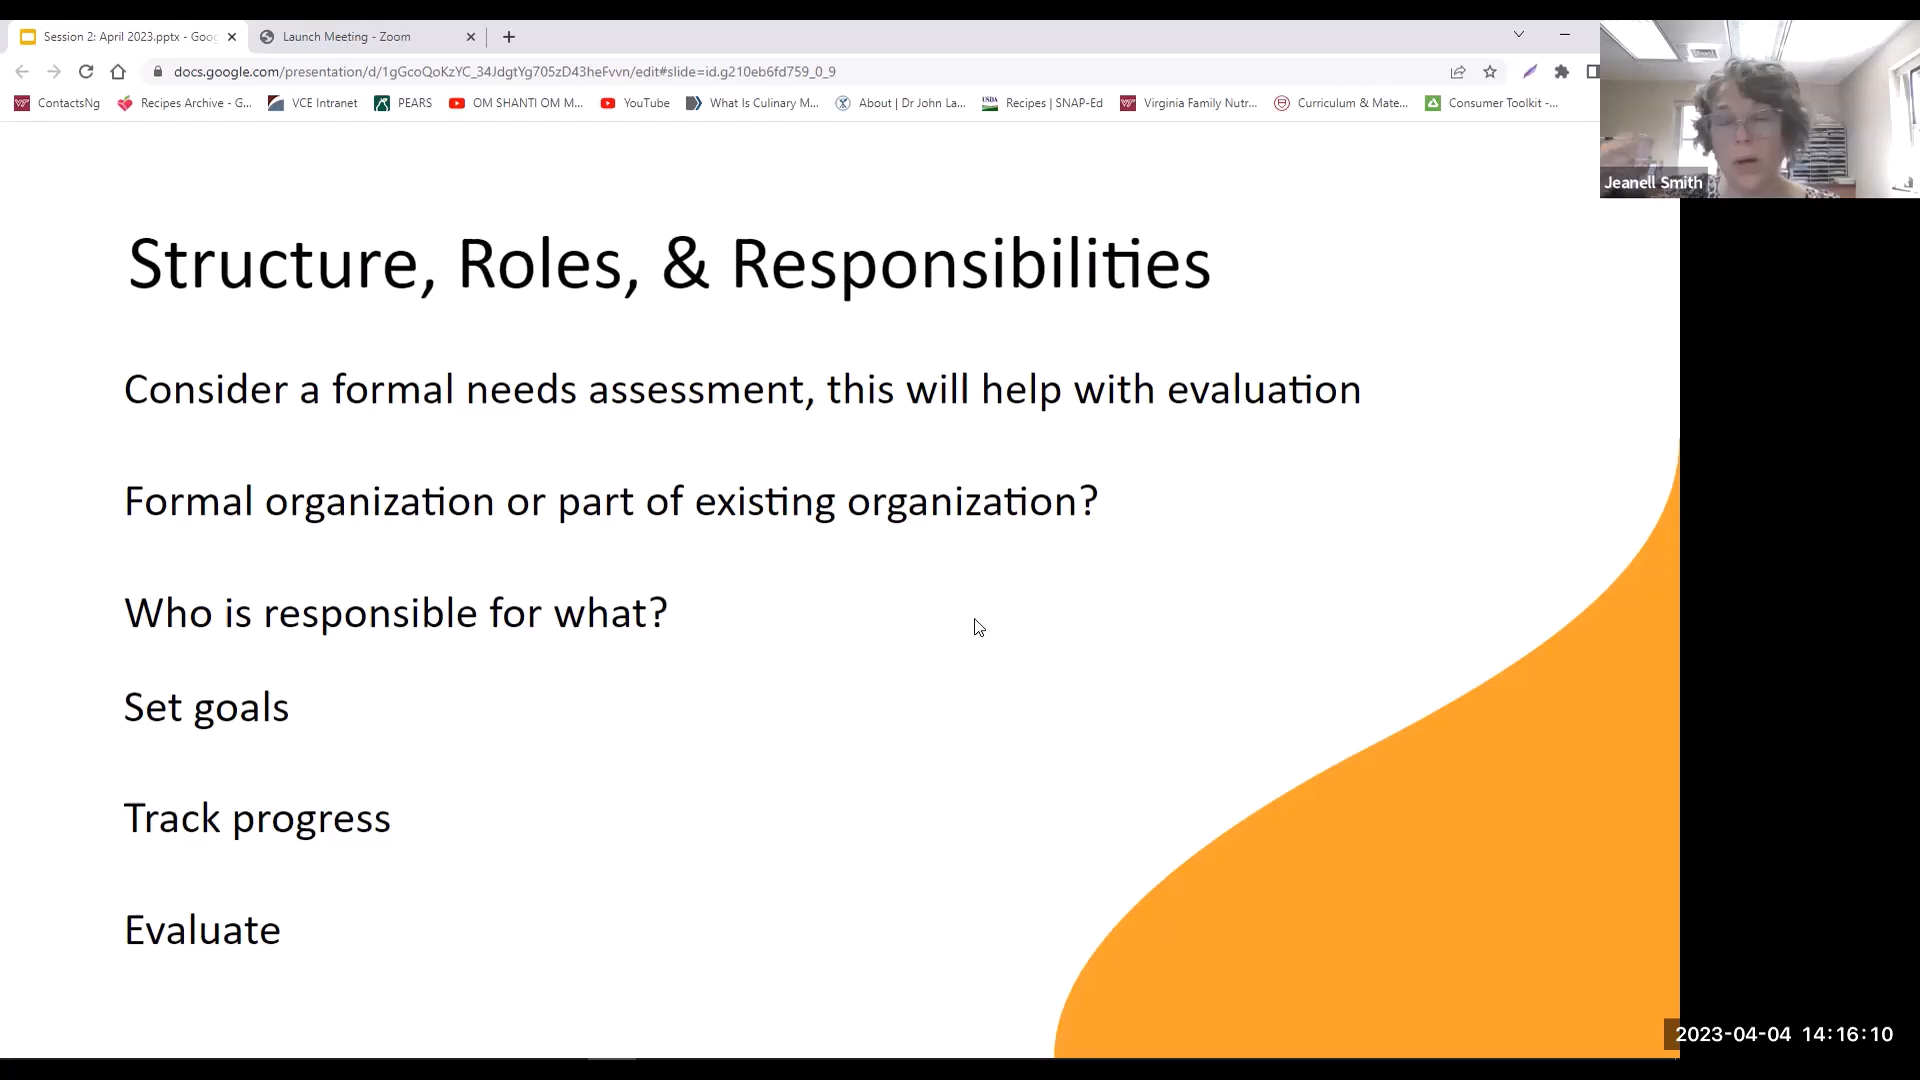 Session 2: April 2023.pptx - Goog
Launch Meeting - Zoom
docs.google.com/presentation/d/1gGcoQoKzYC_34JdgtYg705zD43heFvvn/edit#slide=id.g210eb6fd759_0_9
ContactsNg
Recipes Archive - G...
VCE Intranet
PEARS
OM SHANTI OM M...
YouTube
What Is Culinary M...
About | Dr John La...
USDA
Recipes | SNAP-Ed
Virginia Family Nutr...
Curriculum & Mate...
Consumer Toolkit -...
Jeanell Smith
Structure, Roles, & Responsibilities
Consider a formal needs assessment, this will help with evaluation
Formal organization or part of existing organization?
Who is responsible for what?
Set goals
Track progress
Evaluate
2023-04-04 14:16:10